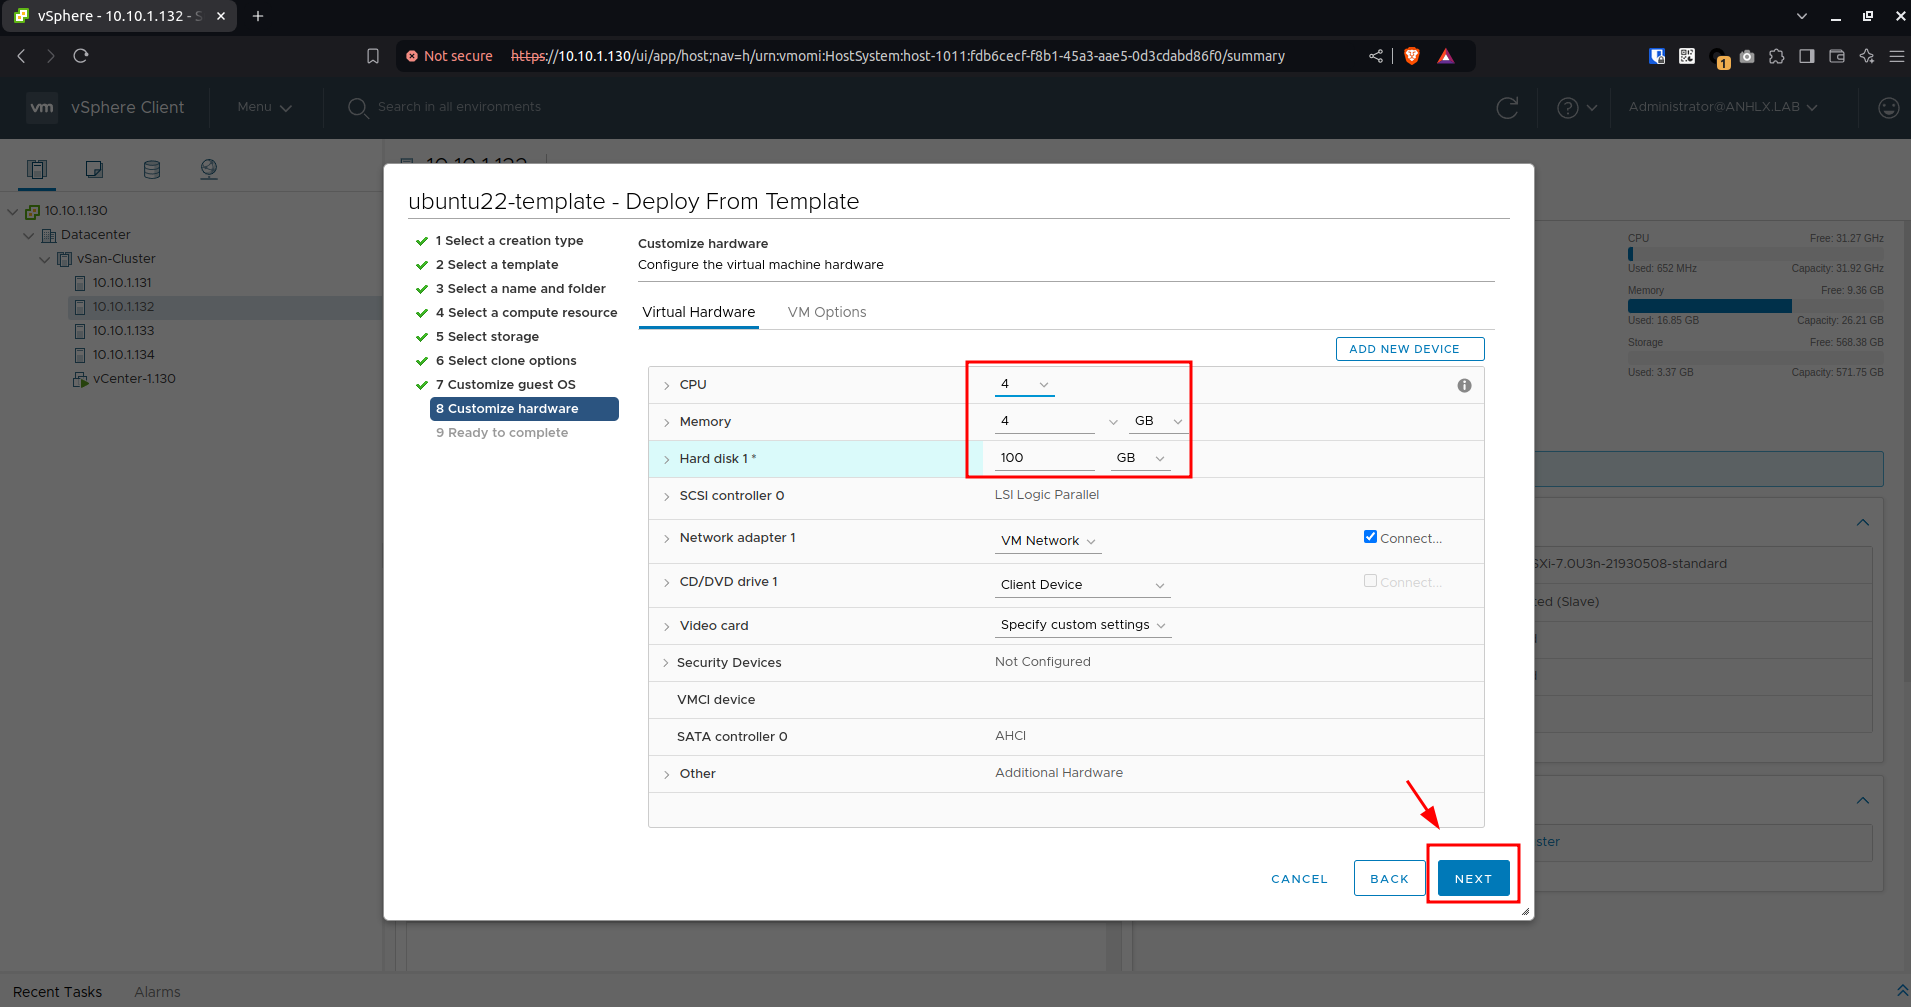 vSphere - 10.10.1.132 - S
Not secure https://10.10.1.130/ui/app/host;nav=h/urn:vmomi:HostSystem:host-1011:fdb6cecf-f8b1-45a3-aae5-0d3cdabd86f0/summary
1
vm vSphere Client Menu Search in all environments Administrator@ANHLX.LAB
10.10.1.132
10.10.1.130
Datacenter
vSan-Cluster
10.10.1.131
10.10.1.132
10.10.1.133
10.10.1.134
vCenter-1.130
ubuntu22-template - Deploy From Template
1 Select a creation type
2 Select a template
3 Select a name and folder
4 Select a compute resource
5 Select storage
6 Select clone options
7 Customize guest OS
8 Customize hardware
9 Ready to complete
Customize hardware
Configure the virtual machine hardware
Virtual Hardware VM Options
ADD NEW DEVICE
CPU 4
Memory 4 GB
Hard disk 1 * 100 GB
SCSI controller 0 LSI Logic Parallel
Network adapter 1 VM Network Connect...
CD/DVD drive 1 Client Device Connect...
Video card Specify custom settings
Security Devices Not Configured
VMCI device
SATA controller 0 AHCI
Other Additional Hardware
CANCEL BACK NEXT
CPU Free: 31.27 GHz
Used: 652 MHz Capacity: 31.92 GHz
Memory Free: 9.36 GB
Used: 16.85 GB Capacity: 26.21 GB
Storage Free: 568.38 GB
Used: 3.37 GB Capacity: 571.75 GB
Xi-7.0U3n-21930508-standard
ed (Slave)
ster
Recent Tasks Alarms